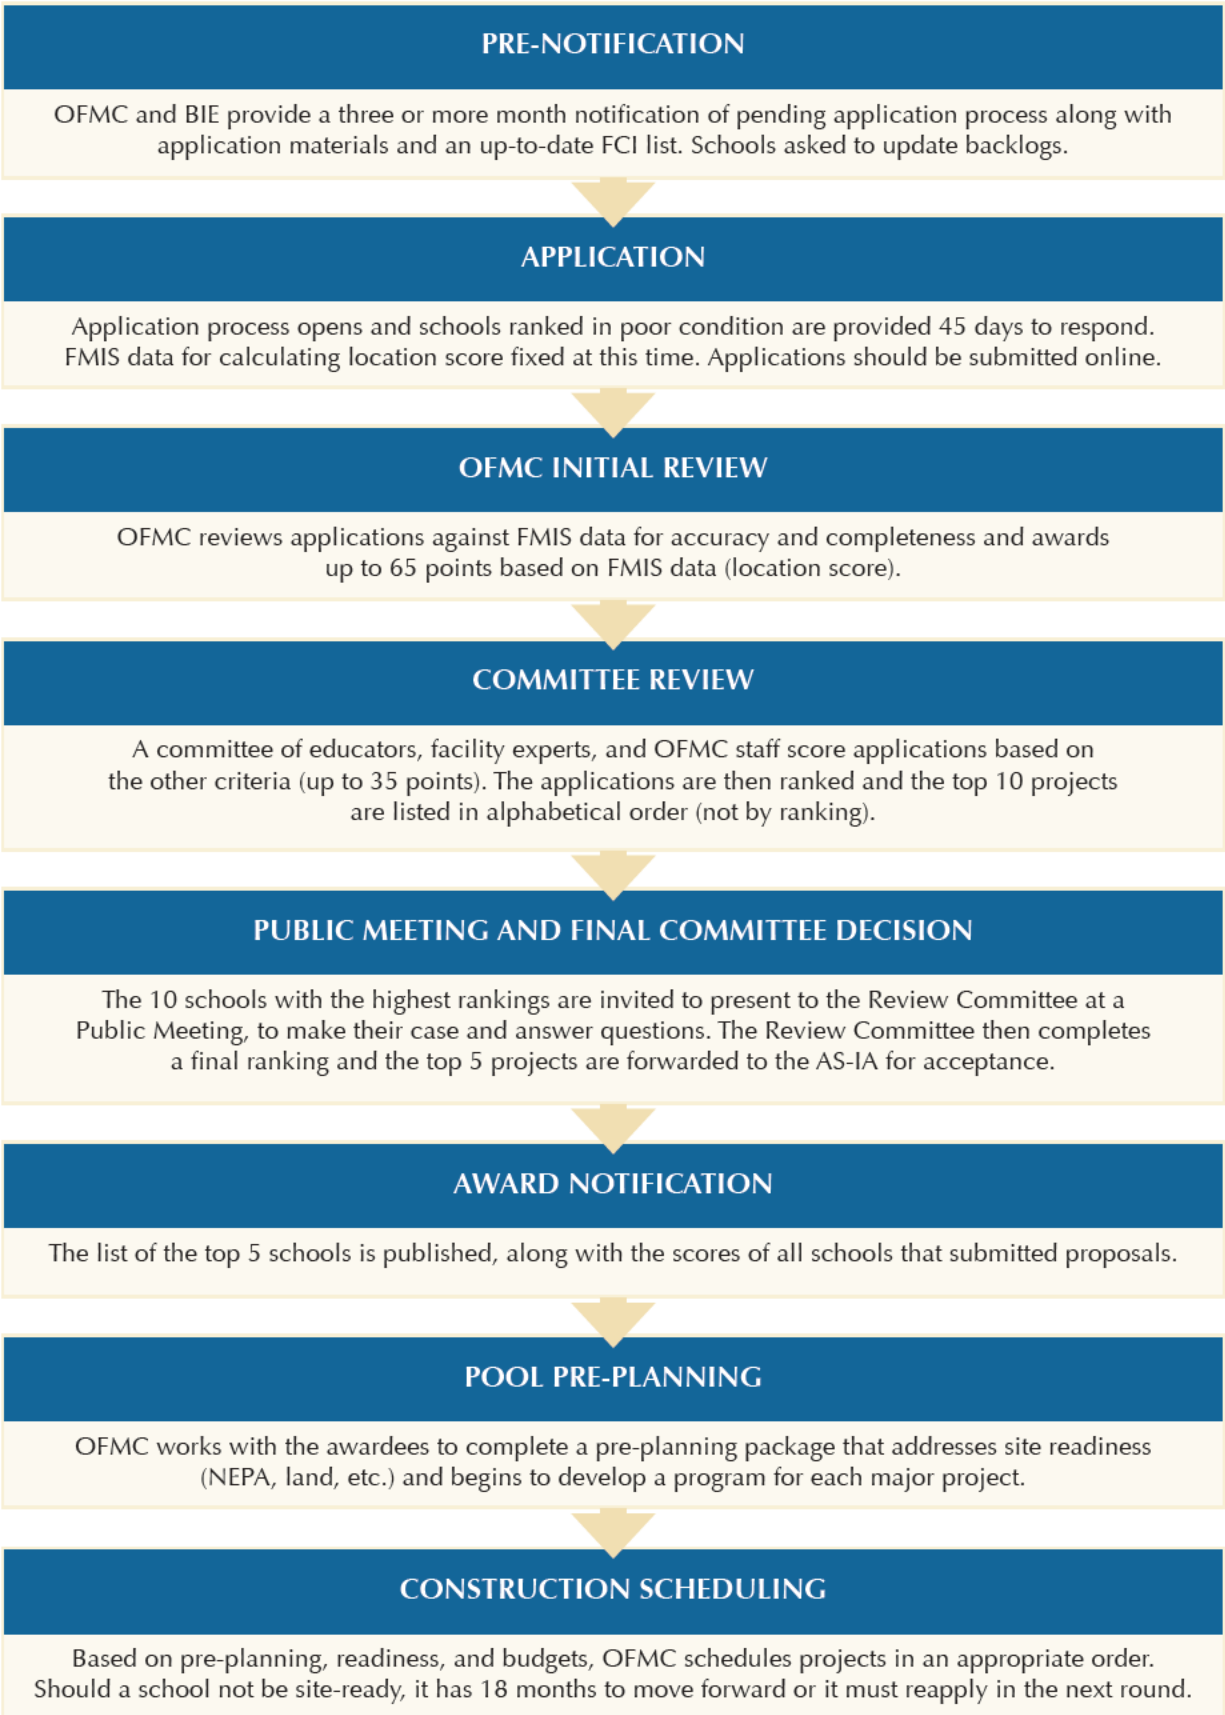 PRE-NOTIFICATION
OFMC and BIE provide a three or more month notification of pending application process along with
application materials and an up-to-date FCI list. Schools asked to update backlogs.
APPLICATION
Application process opens and schools ranked in poor condition are provided 45 days to respond.
FMIS data for calculating location score fixed at this time. Applications should be submitted online.
OFMC INITIAL REVIEW
OFMC reviews applications against FMIS data for accuracy and completeness and awards
up to 65 points based on FMIS data (location score).
COMMITTEE REVIEW
A committee of educators, facility experts, and OFMC staff score applications based on
the other criteria (up to 35 points). The applications are then ranked and the top 10 projects
are listed in alphabetical order (not by ranking).
PUBLIC MEETING AND FINAL COMMITTEE DECISION
The 10 schools with the highest rankings are invited to present to the Review Committee at a
Public Meeting, to make their case and answer questions. The Review Committee then completes
a final ranking and the top 5 projects are forwarded to the AS-IA for acceptance.
AWARD NOTIFICATION
The list of the top 5 schools is published, along with the scores of all schools that submitted proposals.
POOL PRE-PLANNING
OFMC works with the awardees to complete a pre-planning package that addresses site readiness
(NEPA, land, etc.) and begins to develop a program for each major project.
CONSTRUCTION SCHEDULING
Based on pre-planning, readiness, and budgets, OFMC schedules projects in an appropriate order.
Should a school not be site-ready, it has 18 months to move forward or it must reapply in the next round.